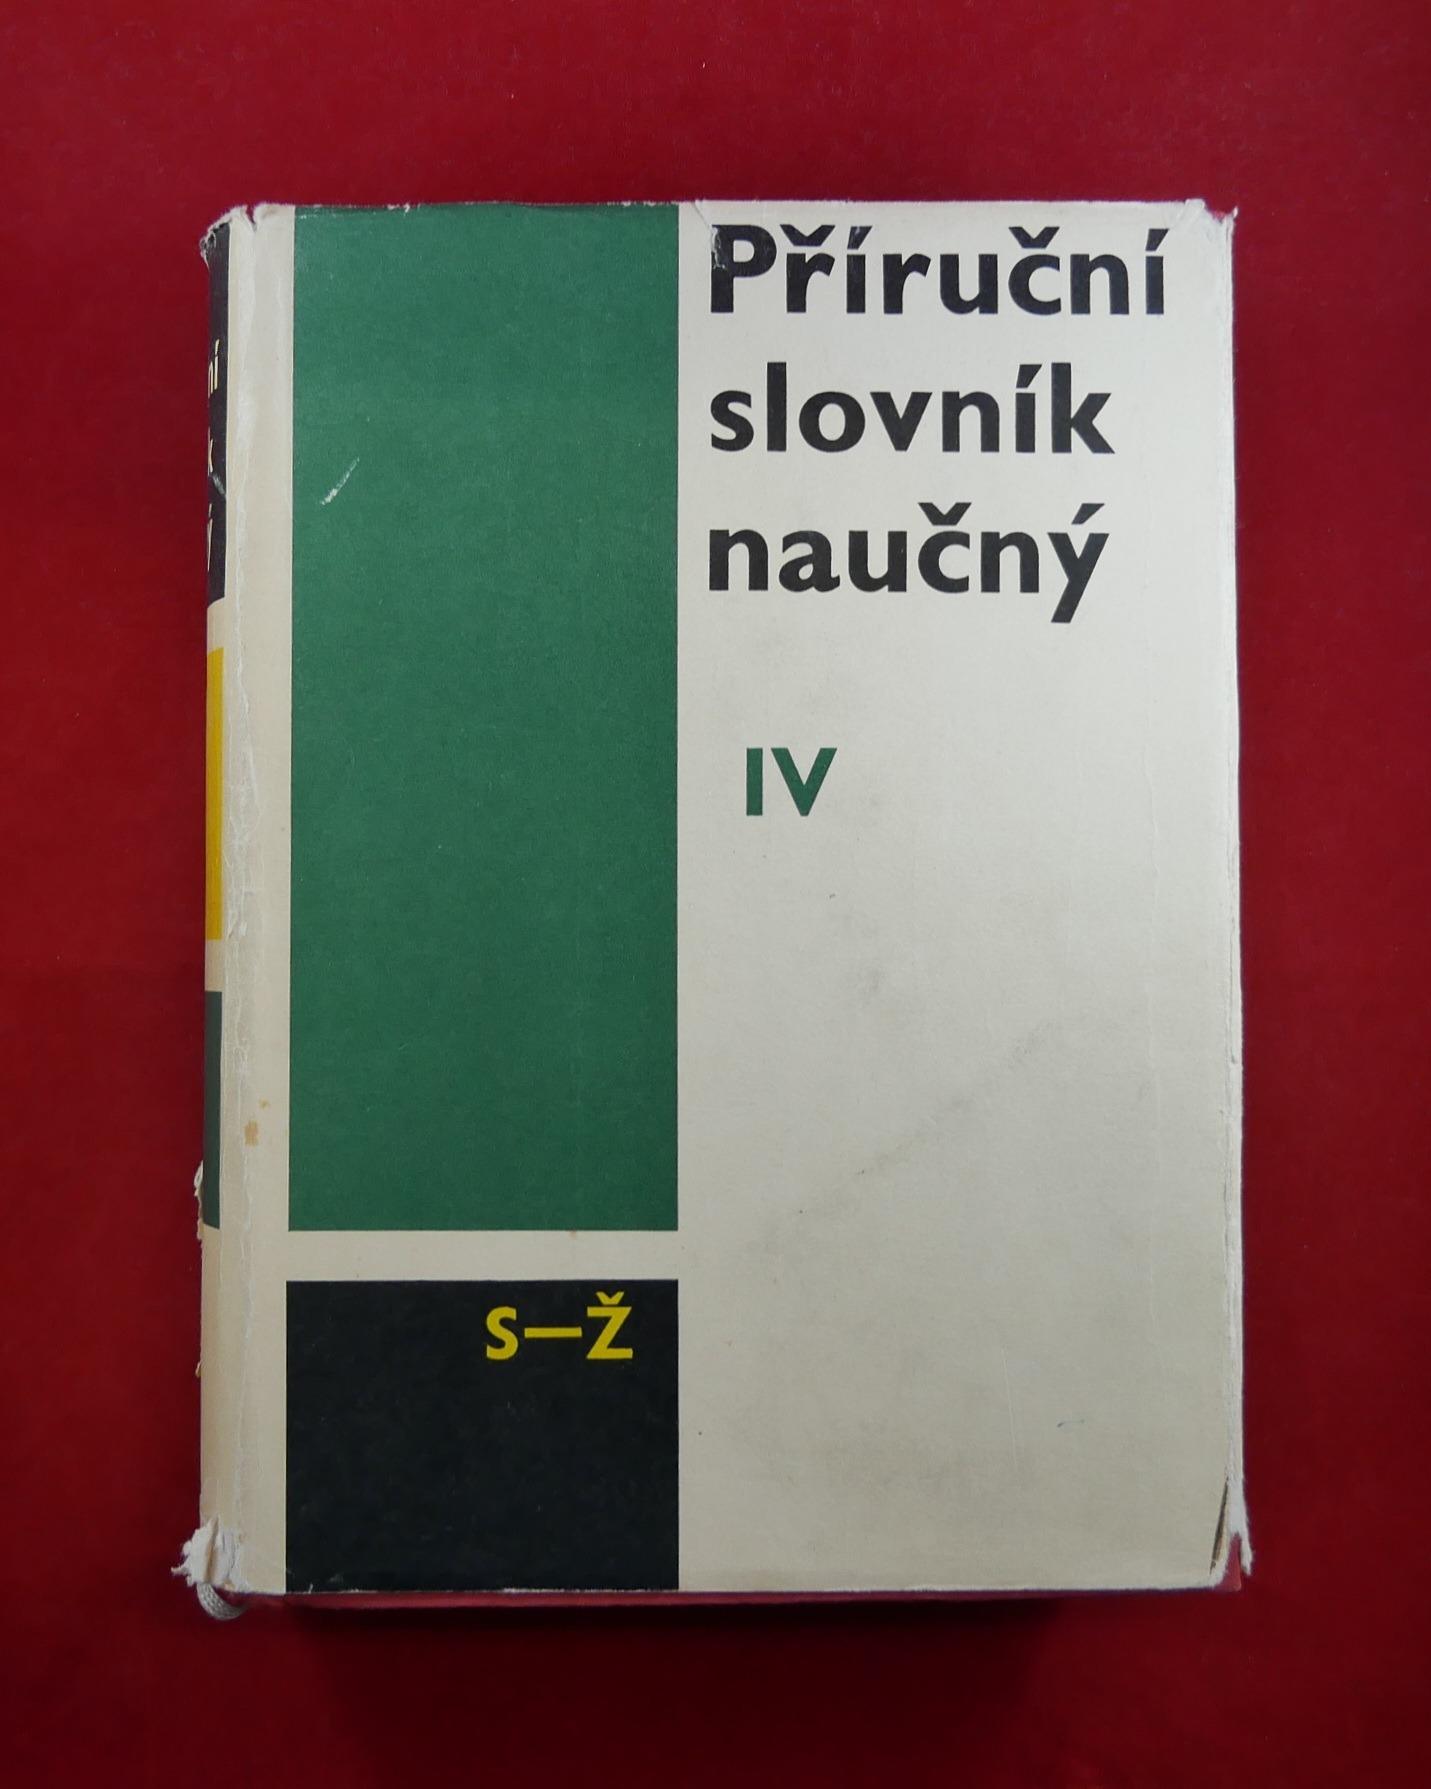 Příruční
slovník
naučný
IV
S–Ž